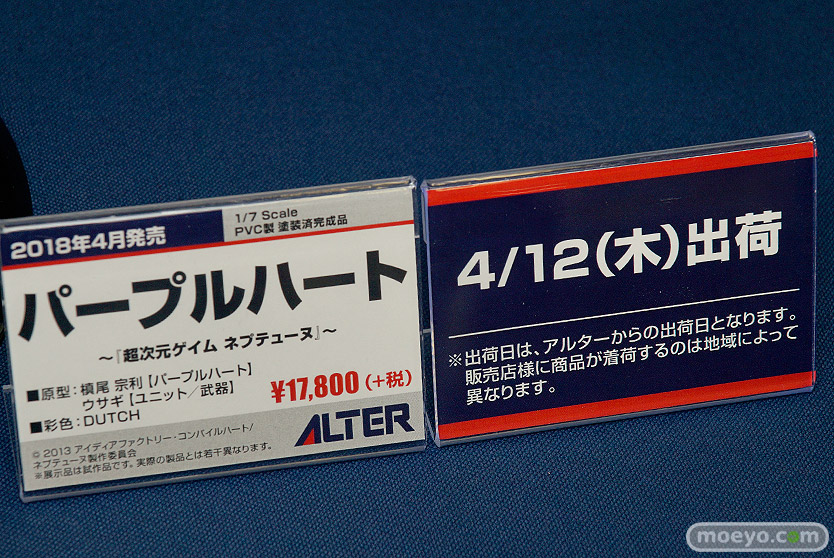 2018年4月発売
1/7 Scale
PVC製 塗装済完成品
パープルハート
〜『超次元ゲイム ネプテューヌ』〜
■原型：槙尾 宗利【パープルハート】
ウサギ【ユニット／武器】
■彩色：DUTCH
¥17,800（+税）
© 2013 アイディアファクトリー・コンパイルハート/
ネプテューヌ製作委員会
※展示品は試作品です。実際の製品とは若干異なります。
ALTER
4/12（木）出荷
※出荷日は、アルターからの出荷日となります。
販売店様に商品が着荷するのは地域によって
異なります。
moeyo.com